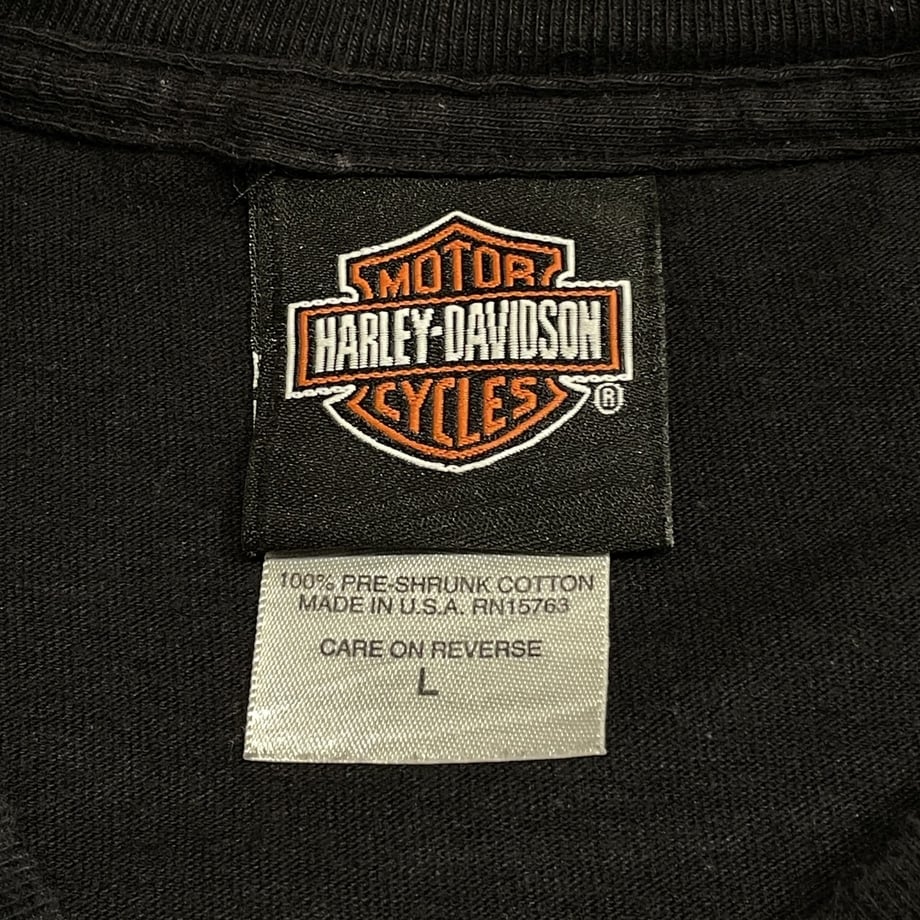 MOTOR
HARLEY-DAVIDSON
CYCLES
®
100% PRE-SHRUNK COTTON
MADE IN U.S.A. RN15763
CARE ON REVERSE
L